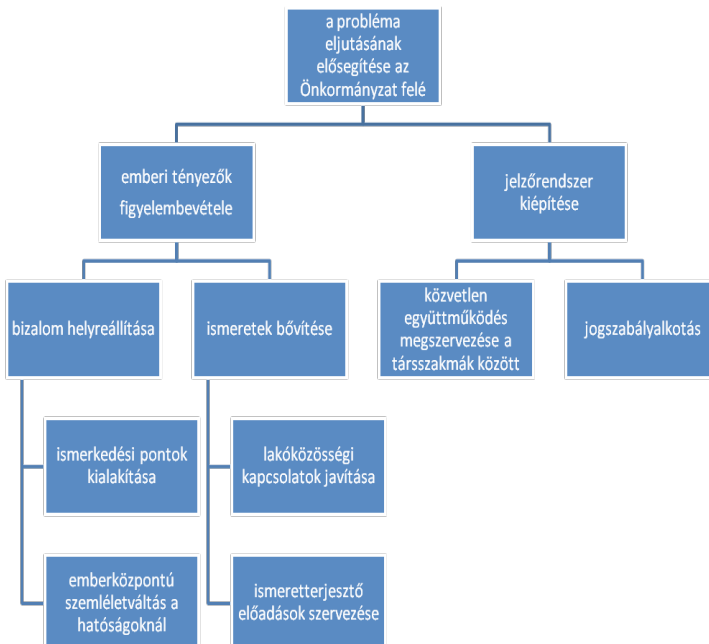 a probléma
eljutásának
elősegítése az
Önkormányzat felé
emberi tényezők
figyelembevétele
jelzőrendszer
kiépítése
bizalom helyreállítása
ismeretek bővítése
közvetlen
együttműködés
megszervezése a
társszakmák között
jogszabályalkotás
ismerkedési pontok
kialakítása
lakóközösségi
kapcsolatok javítása
emberközpontú
szemléletváltás a
hatóságoknál
ismeretterjesztő
előadások szervezése